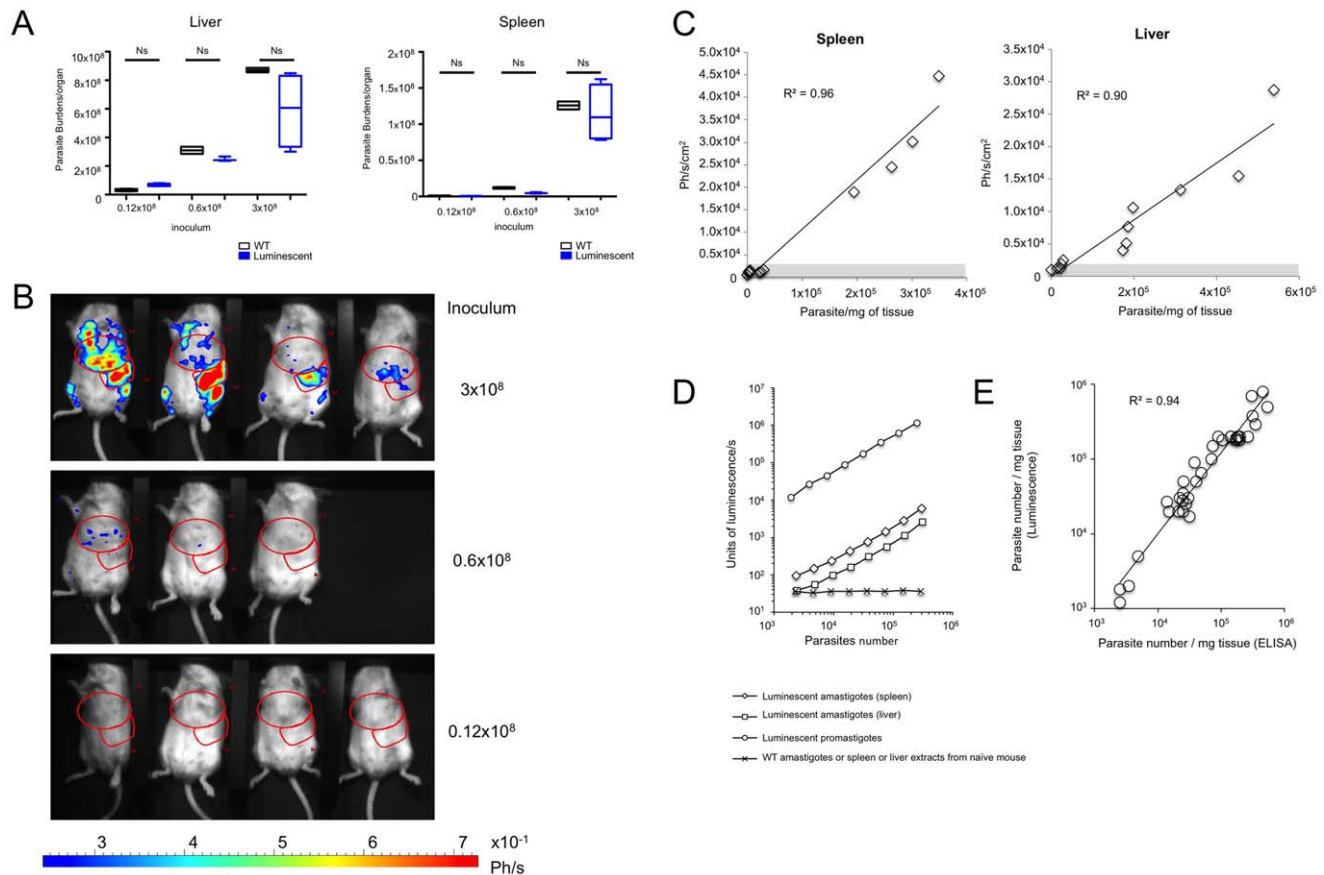 A
Liver
Spleen
Parasite Burdens/organ
10x10⁸
8x10⁸
6x10⁸
4x10⁸
2x10⁸
0
Ns
Ns
Ns
0.12x10⁸
0.6x10⁸
3x10⁸
inoculum
WT
Luminescent
Parasite Burdens/organ
2x10⁸
1.5x10⁸
1x10⁸
0.5x10⁸
0
Ns
Ns
Ns
0.12x10⁸
0.6x10⁸
3x10⁸
inoculum
WT
Luminescent
B
Inoculum
3x10⁸
0.6x10⁸
0.12x10⁸
3 4 5 6 7 x10⁻¹
Ph/s
C
Spleen
R² = 0.96
Ph/s/cm²
5.0x10⁴
4.5x10⁴
4.0x10⁴
3.5x10⁴
3.0x10⁴
2.5x10⁴
2.0x10⁴
1.5x10⁴
1.0x10⁴
0.5x10⁴
0
0 1x10⁵ 2x10⁵ 3x10⁵ 4x10⁵
Parasite/mg of tissue
Liver
R² = 0.90
Ph/s/cm²
3.5x10⁴
3.0x10⁴
2.5x10⁴
2.0x10⁴
1.5x10⁴
1.0x10⁴
0.5x10⁴
0
0 2x10⁵ 4x10⁵ 6x10⁵
Parasite/mg of tissue
D
Units of luminescence/s
10⁷
10⁶
10⁵
10⁴
10³
10²
10¹
10³ 10⁴ 10⁵ 10⁶
Parasites number
Luminescent amastigotes (spleen)
Luminescent amastigotes (liver)
Luminescent promastigotes
WT amastigotes or spleen or liver extracts from naïve mouse
E
R² = 0.94
Parasite number / mg tissue
(Luminescence)
10⁶
10⁵
10⁴
10³
10³ 10⁴ 10⁵ 10⁶
Parasite number / mg tissue (ELISA)